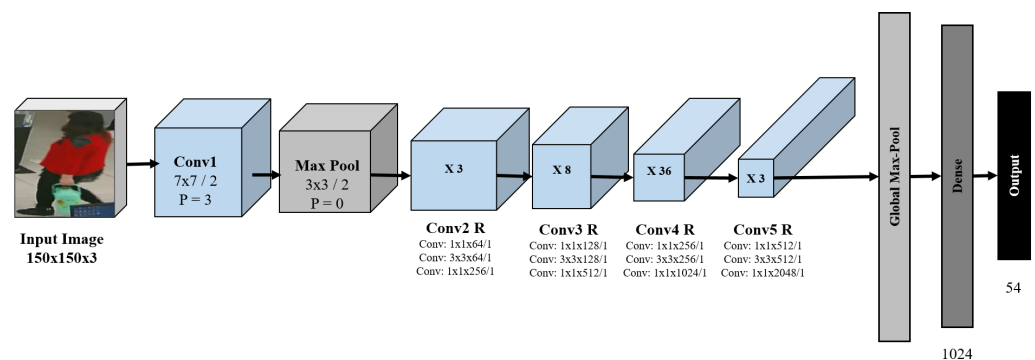 Input Image
150x150x3
Conv1
7x7 / 2
P = 3
Max Pool
3x3 / 2
P = 0
X 3
Conv2 R
Conv: 1x1x64/1
Conv: 3x3x64/1
Conv: 1x1x256/1
X 8
Conv3 R
Conv: 1x1x128/1
Conv: 3x3x128/1
Conv: 1x1x512/1
X 36
Conv4 R
Conv: 1x1x256/1
Conv: 3x3x256/1
Conv: 1x1x1024/1
X 3
Conv5 R
Conv: 1x1x512/1
Conv: 3x3x512/1
Conv: 1x1x2048/1
Global Max-Pool
Dense
1024
Output
54